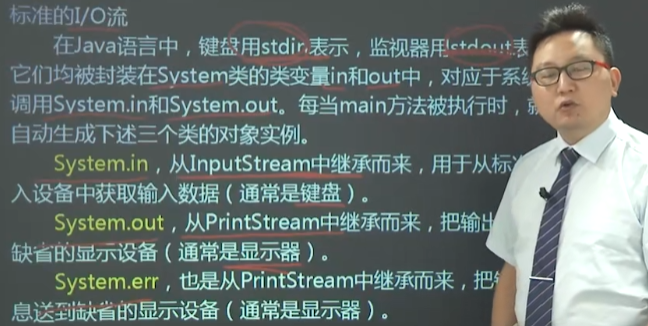 标准的I/O流
在Java语言中，键盘用stdin表示，监视器用stdout表
它们均被封装在System类的类变量in和out中，对应于系统
调用System.in和System.out。每当main方法被执行时，就
自动生成下述三个类的对象实例。
System.in，从InputStream中继承而来，用于从标
入设备中获取输入数据（通常是键盘）。
System.out，从PrintStream中继承而来，把输出
缺省的显示设备（通常是显示器）。
System.err，也是从PrintStream中继承而来，把
息送到缺省的显示设备（通常是显示器）。